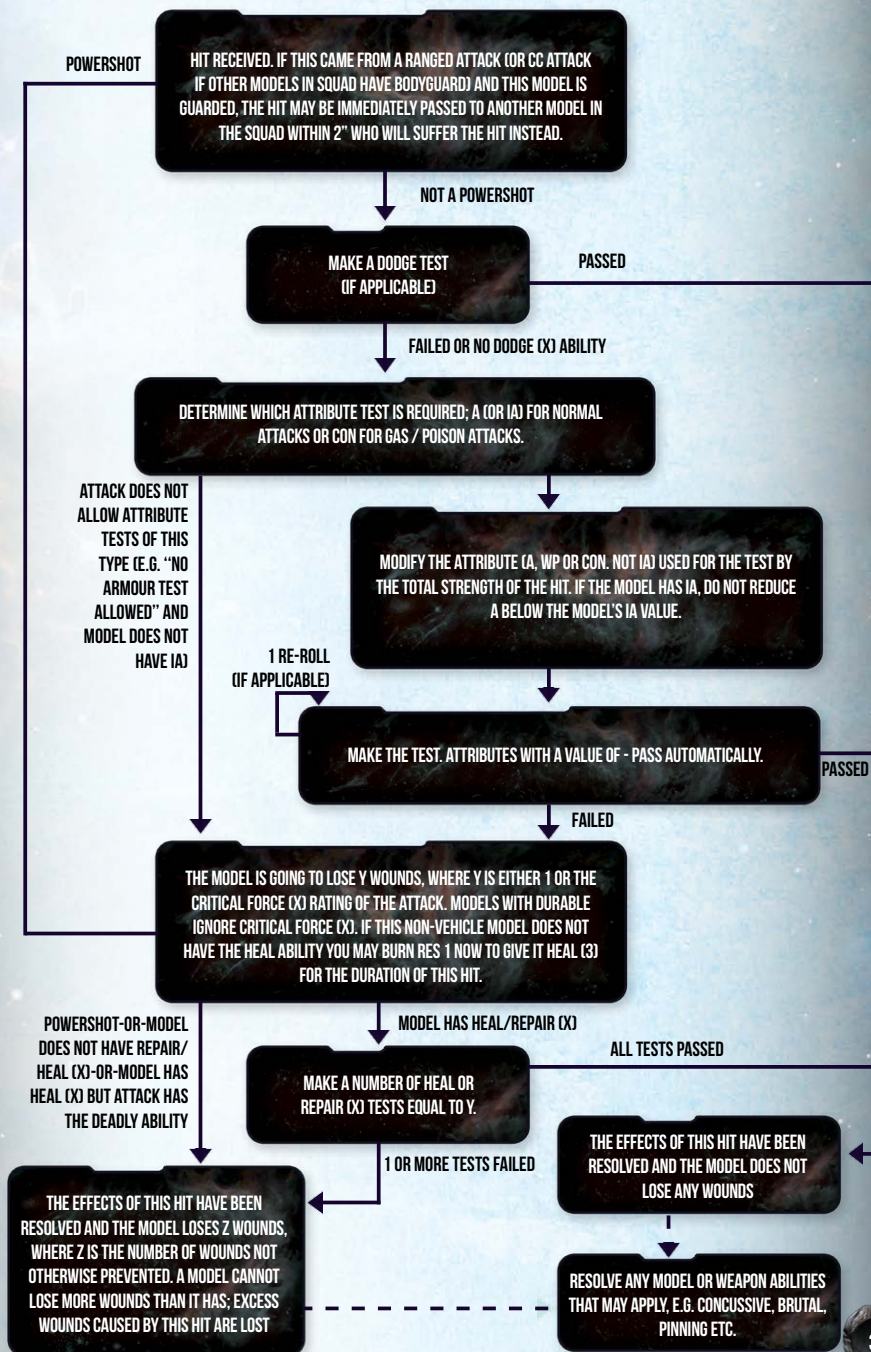 POWERSHOT
HIT RECEIVED. IF THIS CAME FROM A RANGED ATTACK (OR CC ATTACK
IF OTHER MODELS IN SQUAD HAVE BODYGUARD) AND THIS MODEL IS
GUARDED, THE HIT MAY BE IMMEDIATELY PASSED TO ANOTHER MODEL IN
THE SQUAD WITHIN 2” WHO WILL SUFFER THE HIT INSTEAD.
NOT A POWERSHOT
MAKE A DODGE TEST
(IF APPLICABLE)
PASSED
FAILED OR NO DODGE (X) ABILITY
DETERMINE WHICH ATTRIBUTE TEST IS REQUIRED; A (OR IA) FOR NORMAL
ATTACKS OR CON FOR GAS / POISON ATTACKS.
ATTACK DOES NOT
ALLOW ATTRIBUTE
TESTS OF THIS
TYPE (E.G. “NO
ARMOUR TEST
ALLOWED” AND
MODEL DOES NOT
HAVE IA)
MODIFY THE ATTRIBUTE (A, WP OR CON. NOT IA) USED FOR THE TEST BY
THE TOTAL STRENGTH OF THE HIT. IF THE MODEL HAS IA, DO NOT REDUCE
A BELOW THE MODEL’S IA VALUE.
1 RE-ROLL
(IF APPLICABLE)
MAKE THE TEST. ATTRIBUTES WITH A VALUE OF - PASS AUTOMATICALLY.
PASSED
FAILED
THE MODEL IS GOING TO LOSE Y WOUNDS, WHERE Y IS EITHER 1 OR THE
CRITICAL FORCE (X) RATING OF THE ATTACK. MODELS WITH DURABLE
IGNORE CRITICAL FORCE (X). IF THIS NON-VEHICLE MODEL DOES NOT
HAVE THE HEAL ABILITY YOU MAY BURN RES 1 NOW TO GIVE IT HEAL (3)
FOR THE DURATION OF THIS HIT.
POWERSHOT-OR-MODEL
DOES NOT HAVE REPAIR/
HEAL (X)-OR-MODEL HAS
HEAL (X) BUT ATTACK HAS
THE DEADLY ABILITY
MODEL HAS HEAL/REPAIR (X)
MAKE A NUMBER OF HEAL OR
REPAIR (X) TESTS EQUAL TO Y.
ALL TESTS PASSED
1 OR MORE TESTS FAILED
THE EFFECTS OF THIS HIT HAVE BEEN
RESOLVED AND THE MODEL DOES NOT
LOSE ANY WOUNDS
THE EFFECTS OF THIS HIT HAVE BEEN
RESOLVED AND THE MODEL LOSES Z WOUNDS,
WHERE Z IS THE NUMBER OF WOUNDS NOT
OTHERWISE PREVENTED. A MODEL CANNOT
LOSE MORE WOUNDS THAN IT HAS; EXCESS
WOUNDS CAUSED BY THIS HIT ARE LOST
RESOLVE ANY MODEL OR WEAPON ABILITIES
THAT MAY APPLY, E.G. CONCUSSIVE, BRUTAL,
PINNING ETC.